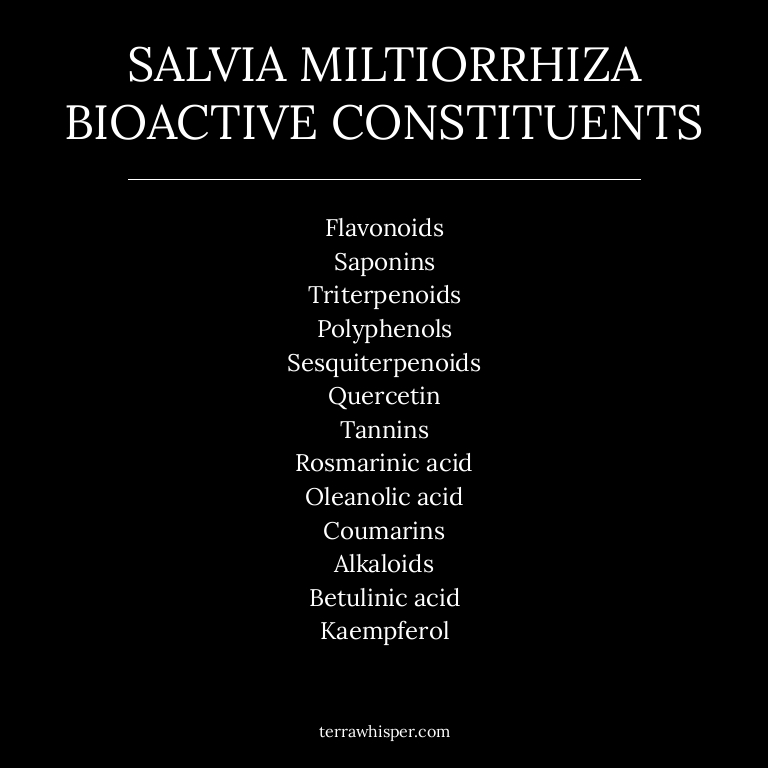 SALVIA MILTIORRHIZA
BIOACTIVE CONSTITUENTS
Flavonoids
Saponins
Triterpenoids
Polyphenols
Sesquiterpenoids
Quercetin
Tannins
Rosmarinic acid
Oleanolic acid
Coumarins
Alkaloids
Betulinic acid
Kaempferol
terrawhisper.com